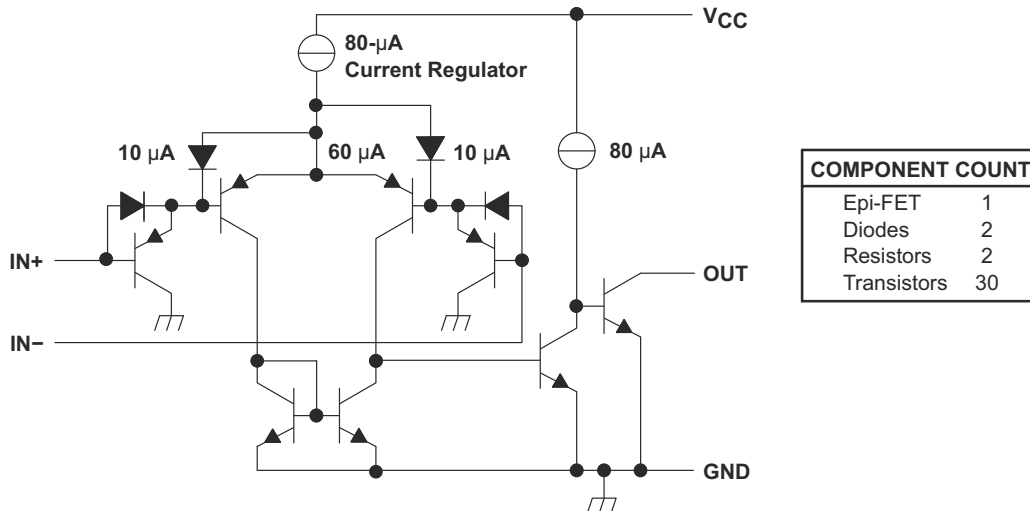 VCC
80-µA
Current Regulator
10 µA
60 µA
10 µA
80 µA
IN+
IN−
OUT
GND
COMPONENT COUNT
Epi-FET 1
Diodes 2
Resistors 2
Transistors 30